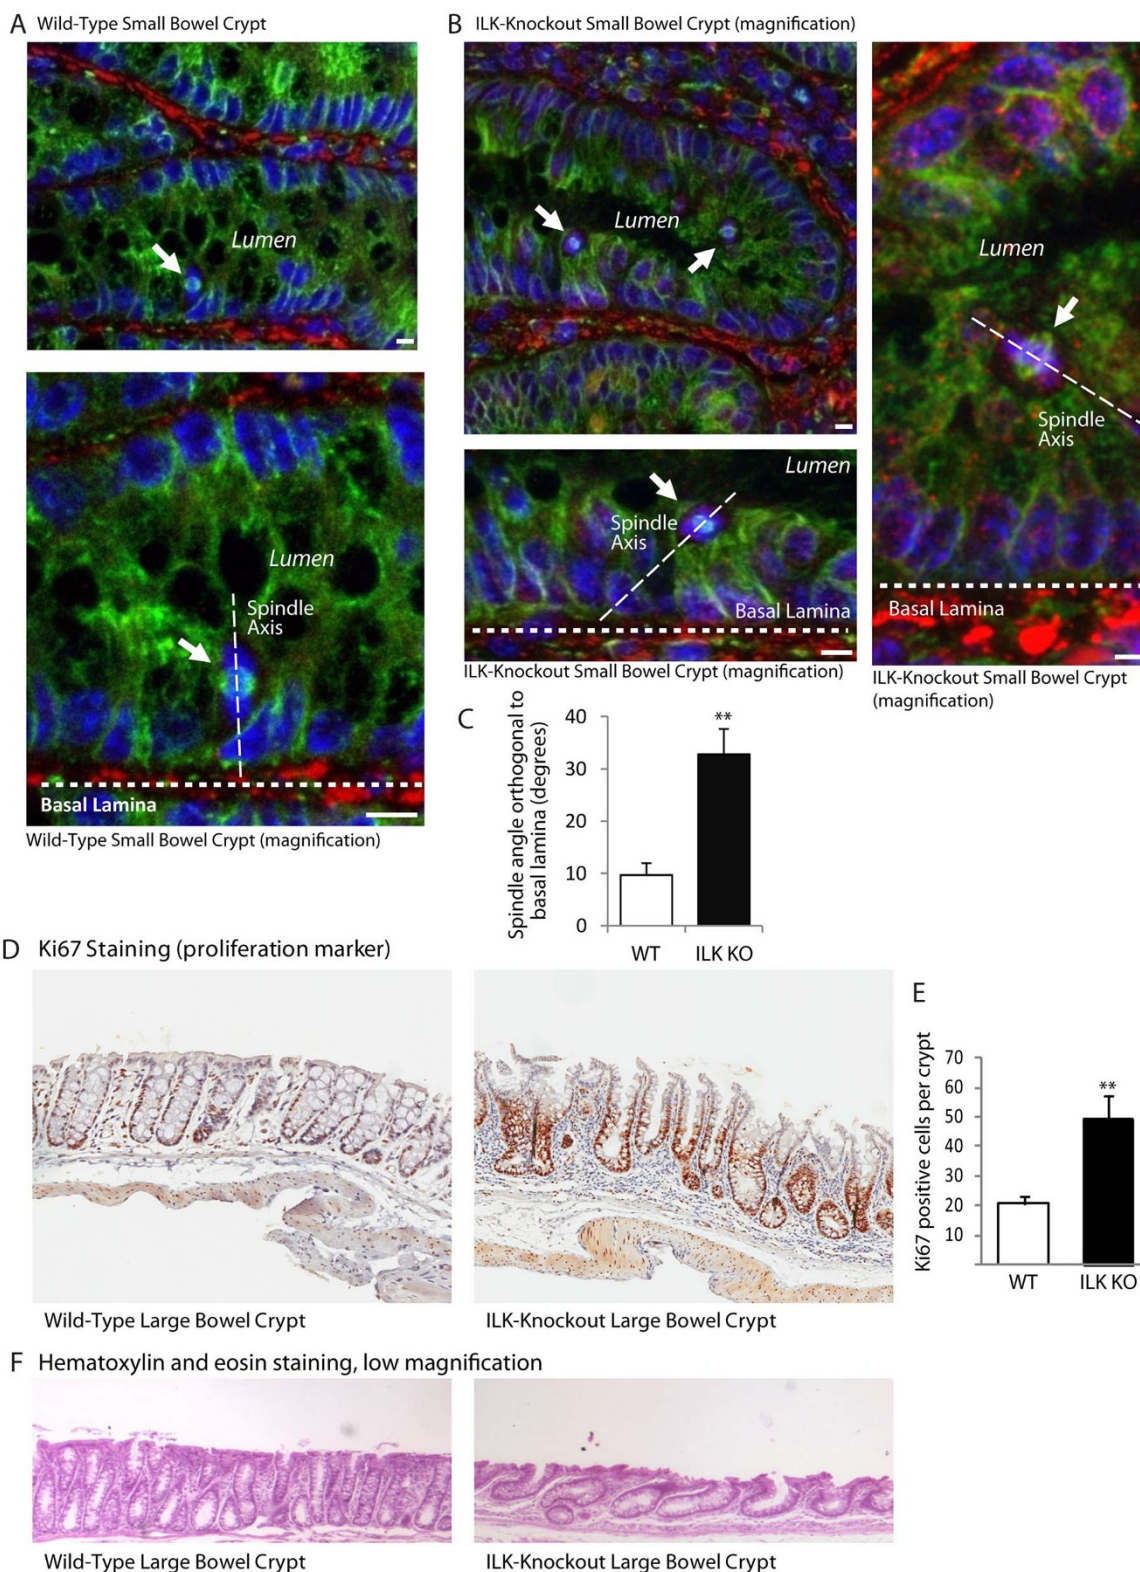 A Wild-Type Small Bowel Crypt
Lumen
Lumen
Spindle
Axis
Basal Lamina
Wild-Type Small Bowel Crypt (magnification)
B ILK-Knockout Small Bowel Crypt (magnification)
Lumen
Lumen
Spindle
Axis
Basal Lamina
ILK-Knockout Small Bowel Crypt (magnification)
Lumen
Spindle
Axis
Basal Lamina
ILK-Knockout Small Bowel Crypt
(magnification)
C
Spindle angle orthogonal to
basal lamina (degrees)
40
30
20
10
0
**
WT
ILK KO
D Ki67 Staining (proliferation marker)
Wild-Type Large Bowel Crypt
ILK-Knockout Large Bowel Crypt
E
Ki67 positive cells per crypt
70
60
50
40
30
20
10
**
WT
ILK KO
F Hematoxylin and eosin staining, low magnification
Wild-Type Large Bowel Crypt
ILK-Knockout Large Bowel Crypt